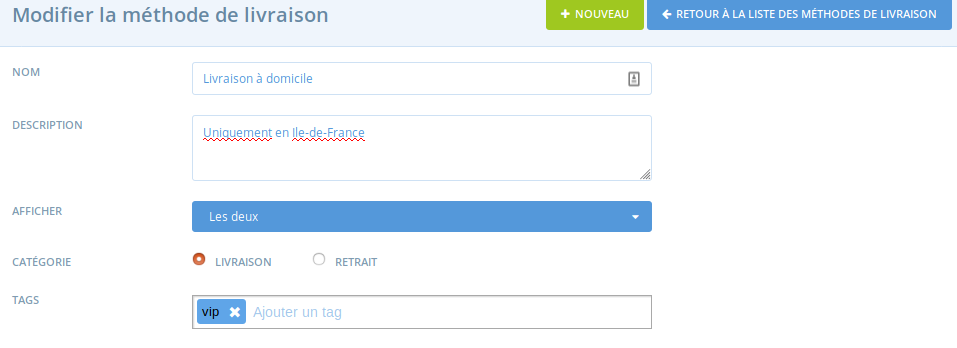 Modifier la méthode de livraison
+ NOUVEAU
← RETOUR À LA LISTE DES MÉTHODES DE LIVRAISON
NOM
Livraison à domicile
DESCRIPTION
Uniquement en Ile-de-France
AFFICHER
Les deux
CATÉGORIE
LIVRAISON
RETRAIT
TAGS
vip ✖ Ajouter un tag